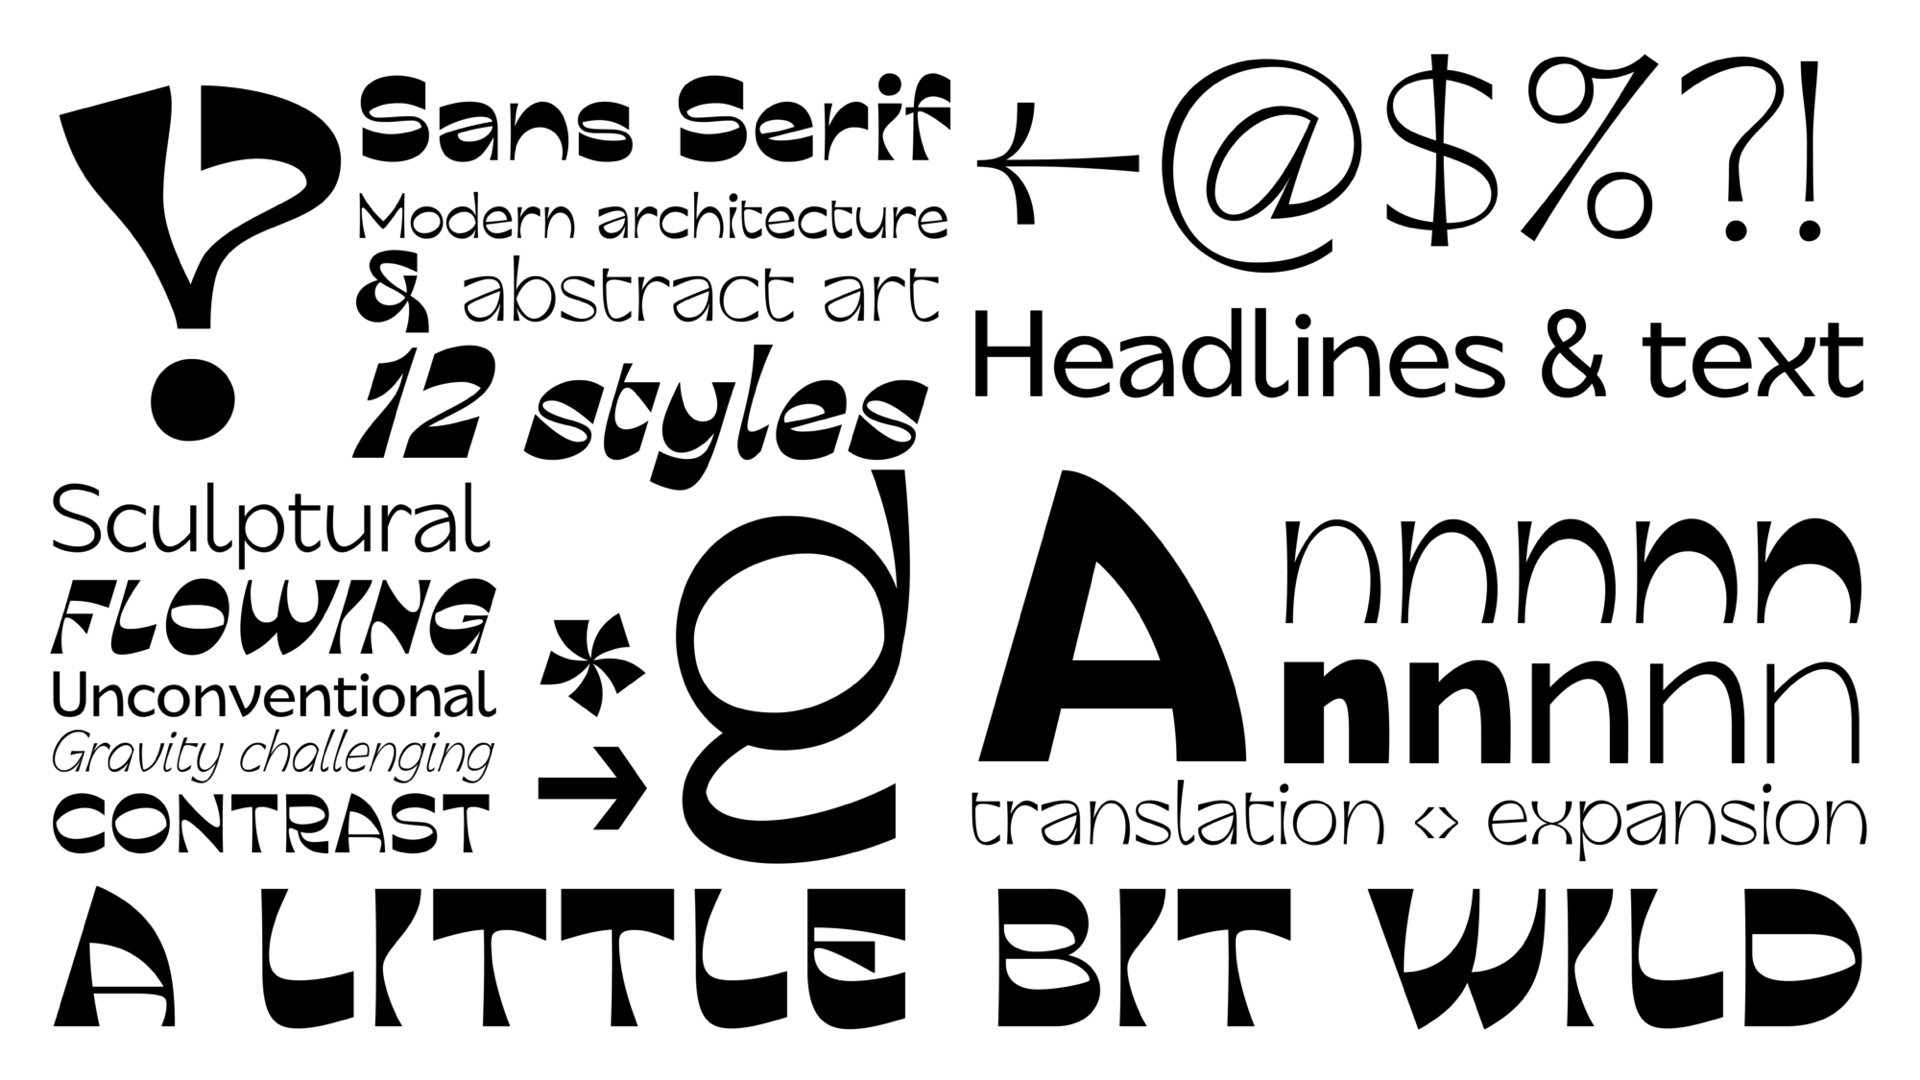 ‽
Sans Serif
Modern architecture
& abstract art
12 styles
←@$%?!
Headlines & text
Sculptural
FLOWING
Unconventional
Gravity challenging
CONTRAST
*
→
g
A
nnnnn
nnnnn
translation <> expansion
A LITTLE BIT WILD